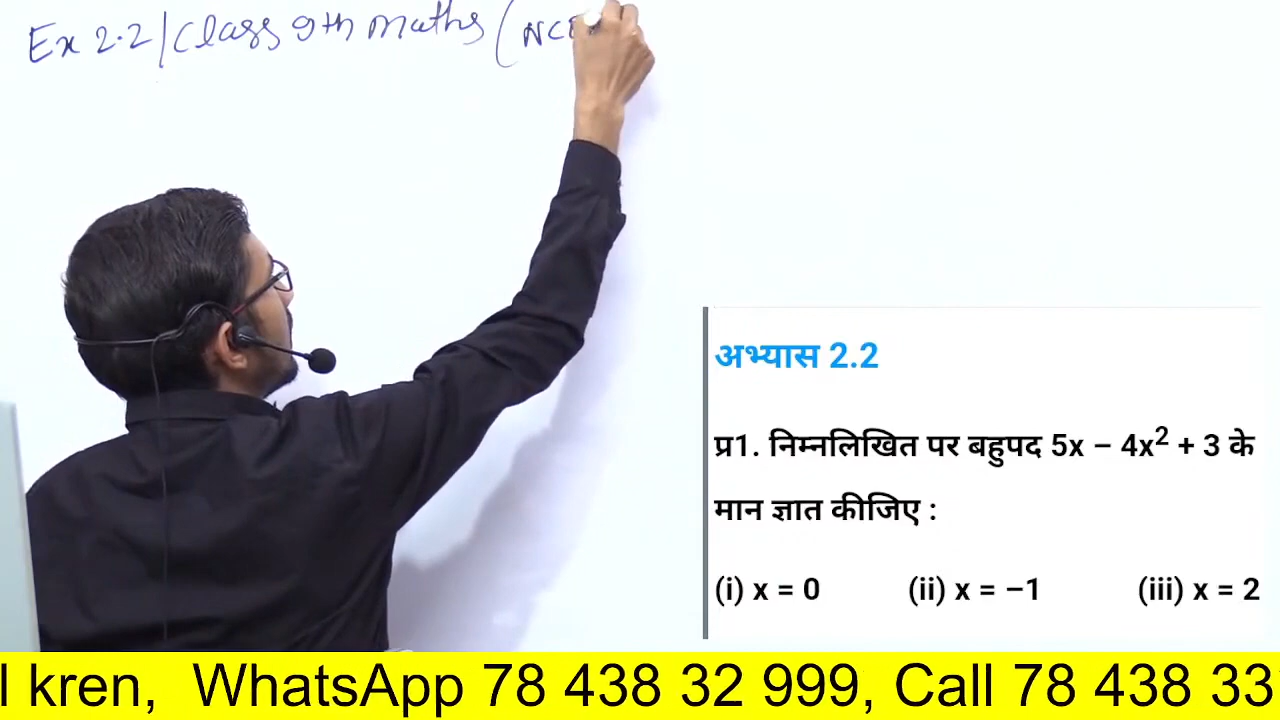 Ex 2.2 | Class 9th maths (NCE
अभ्यास 2.2
प्र1. निम्नलिखित पर बहुपद 5x – 4x² + 3 के
मान ज्ञात कीजिए :
(i) x = 0 (ii) x = –1 (iii) x = 2
l kren, WhatsApp 78 438 32 999, Call 78 438 33